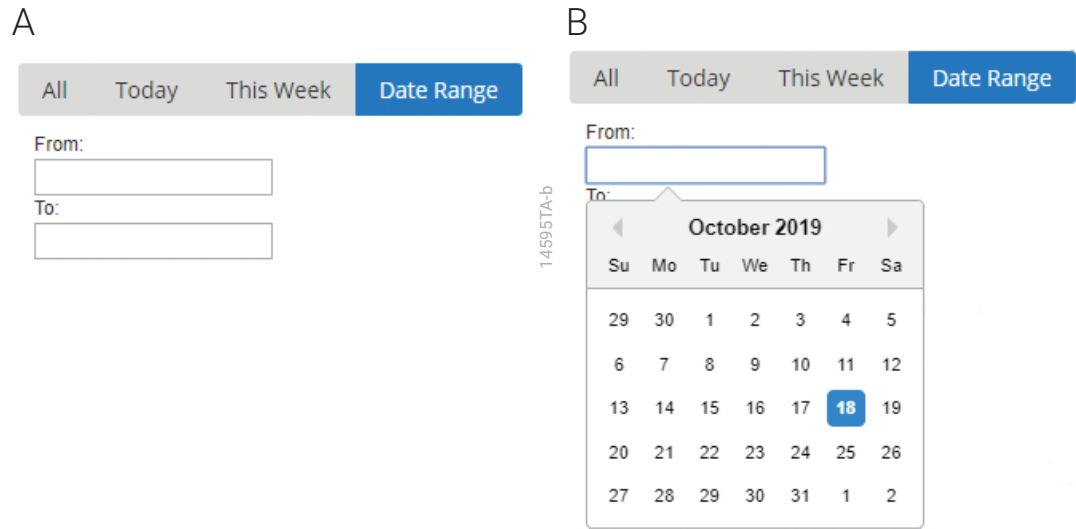 A
All Today This Week Date Range
From:
To:
14595TA-b
B
All Today This Week Date Range
From:
To:
October 2019
Su Mo Tu We Th Fr Sa
29 30 1 2 3 4 5
6 7 8 9 10 11 12
13 14 15 16 17 18 19
20 21 22 23 24 25 26
27 28 29 30 31 1 2